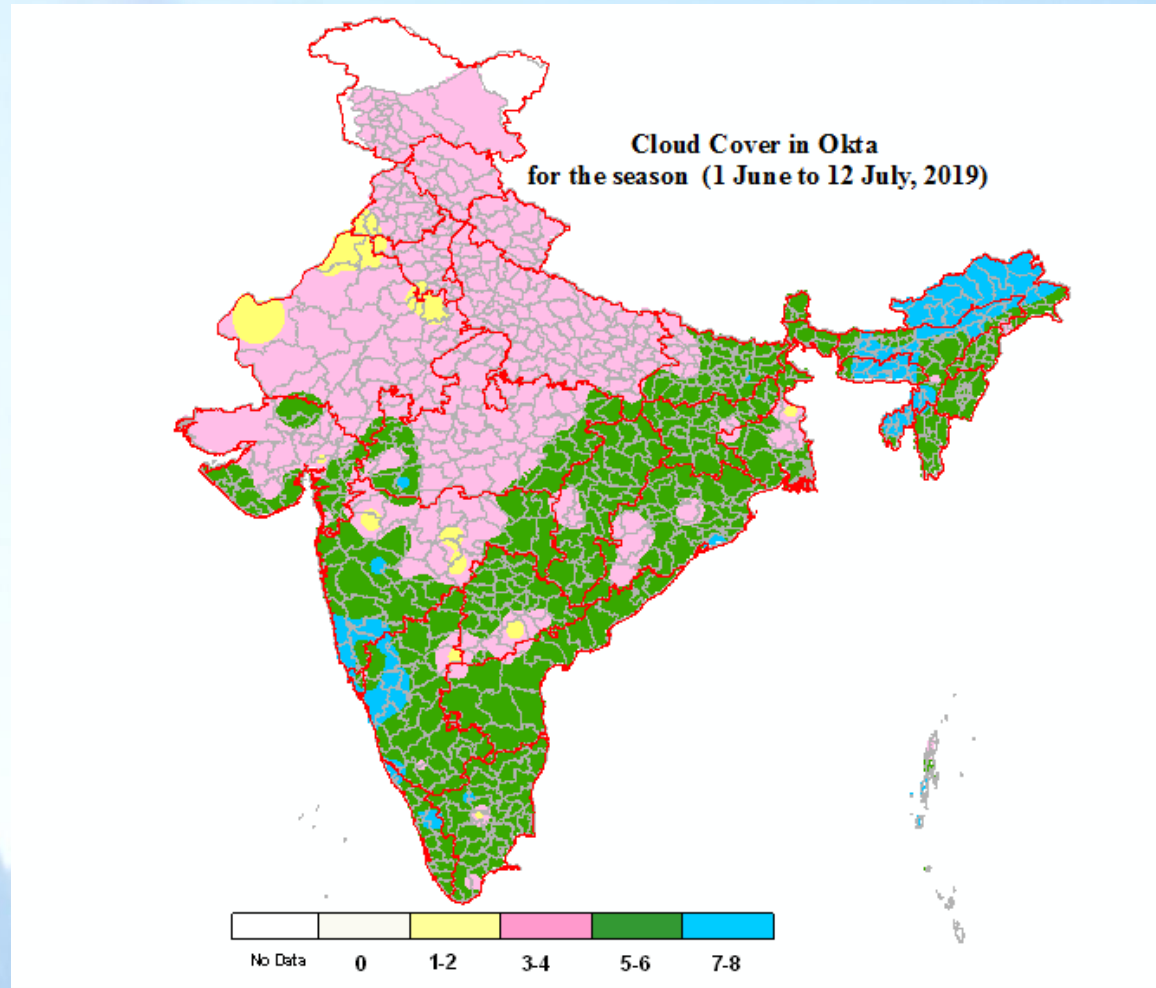 Cloud Cover in Okta
for the season (1 June to 12 July, 2019)
No Data 0 1-2 3-4 5-6 7-8